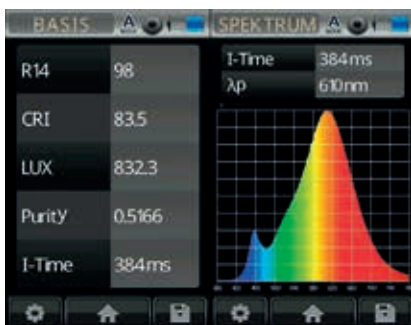 BASIS
R14 98
CRI 83.5
LUX 832.3
Purity 0.5166
I-Time 384ms
SPEKTRUM
I-Time 384ms
λp 610nm